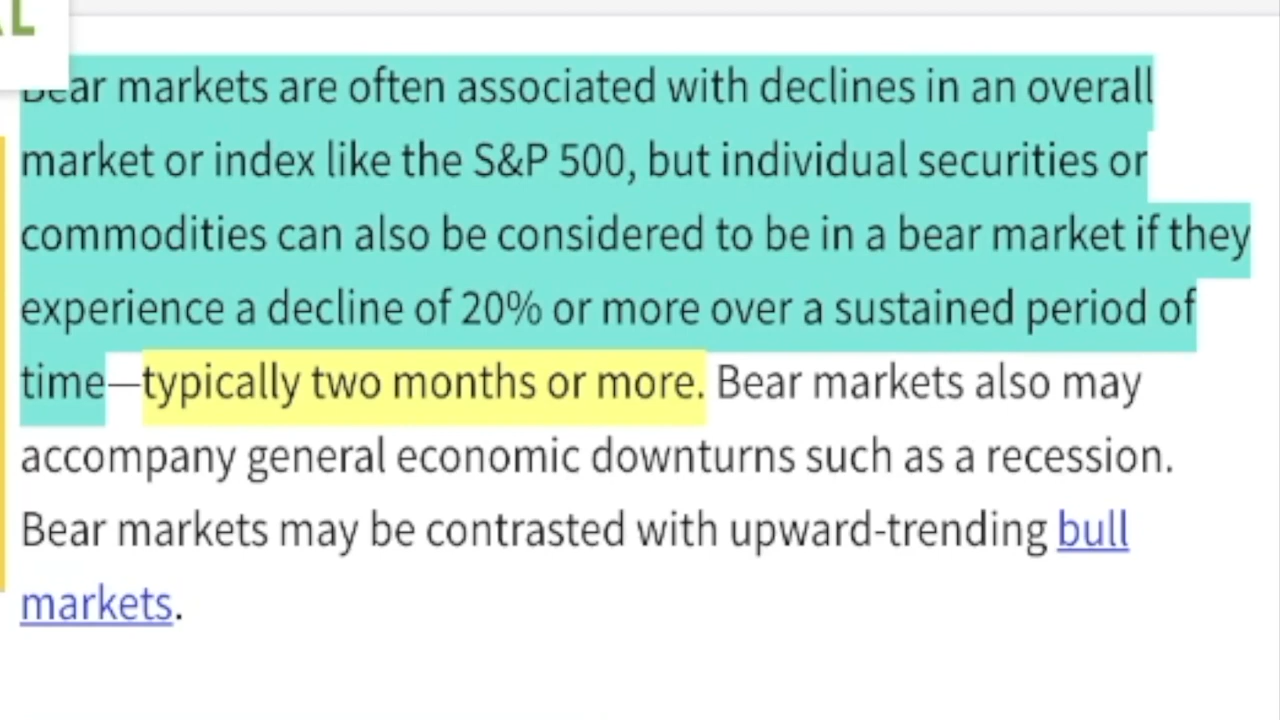 AL
Bear markets are often associated with declines in an overall
market or index like the S&P 500, but individual securities or
commodities can also be considered to be in a bear market if they
experience a decline of 20% or more over a sustained period of
time—typically two months or more. Bear markets also may
accompany general economic downturns such as a recession.
Bear markets may be contrasted with upward-trending bull
markets.